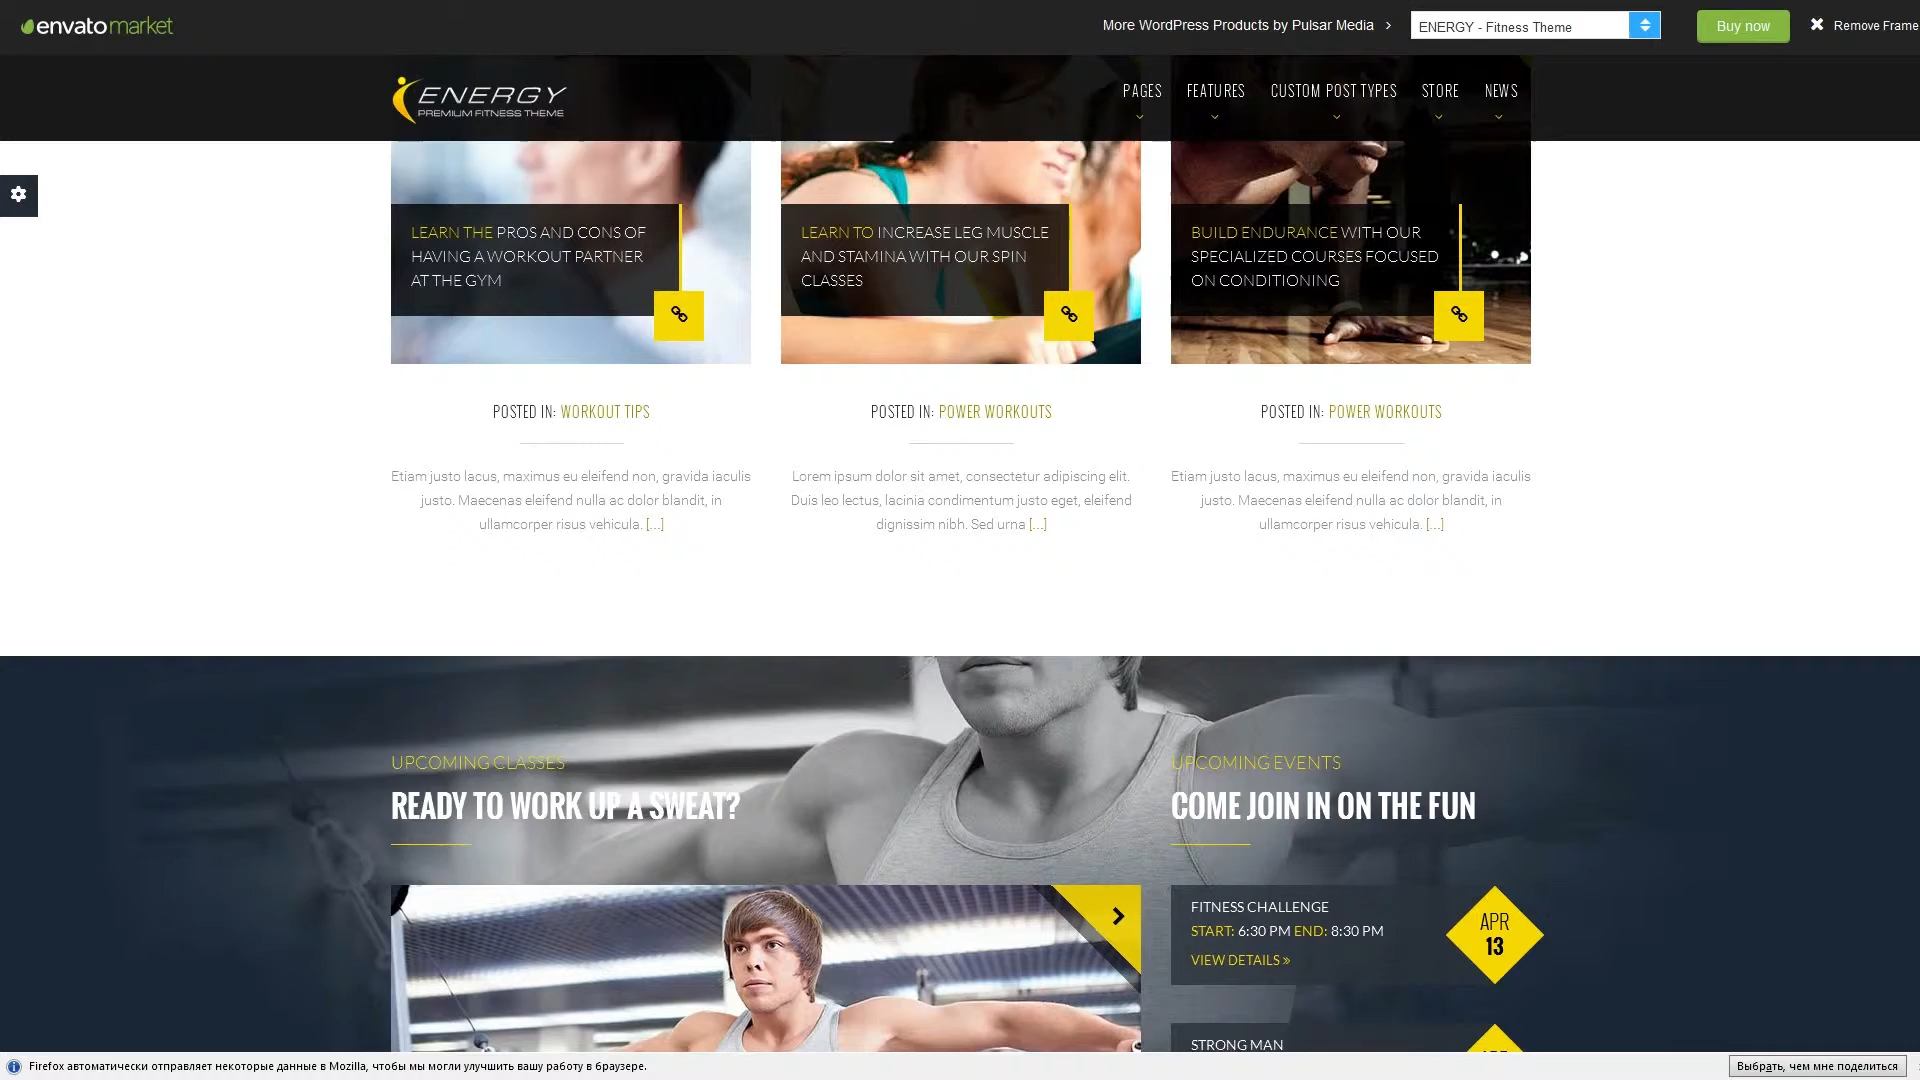 envatomarket
More WordPress Products by Pulsar Media
ENERGY - Fitness Theme
Buy now
Remove Frame
ENERGY
PREMIUM FITNESS THEME
PAGES
FEATURES
CUSTOM POST TYPES
STORE
NEWS
LEARN THE PROS AND CONS OF
HAVING A WORKOUT PARTNER
AT THE GYM
LEARN TO INCREASE LEG MUSCLE
AND STAMINA WITH OUR SPIN
CLASSES
BUILD ENDURANCE WITH OUR
SPECIALIZED COURSES FOCUSED
ON CONDITIONING
POSTED IN: WORKOUT TIPS
Etiam justo lacus, maximus eu eleifend non, gravida iaculis
justo. Maecenas eleifend nulla ac dolor blandit, in
ullamcorper risus vehicula. [...]
POSTED IN: POWER WORKOUTS
Lorem ipsum dolor sit amet, consectetur adipiscing elit.
Duis leo lectus, lacinia condimentum justo eget, eleifend
dignissim nibh. Sed urna [...]
POSTED IN: POWER WORKOUTS
Etiam justo lacus, maximus eu eleifend non, gravida iaculis
justo. Maecenas eleifend nulla ac dolor blandit, in
ullamcorper risus vehicula. [...]
UPCOMING CLASSES
READY TO WORK UP A SWEAT?
UPCOMING EVENTS
COME JOIN IN ON THE FUN
FITNESS CHALLENGE
START: 6:30 PM END: 8:30 PM
VIEW DETAILS »
APR
13
STRONG MAN
Firefox автоматически отправляет некоторые данные в Mozilla, чтобы мы могли улучшить вашу работу в браузере.
Выбрать, чем мне поделиться